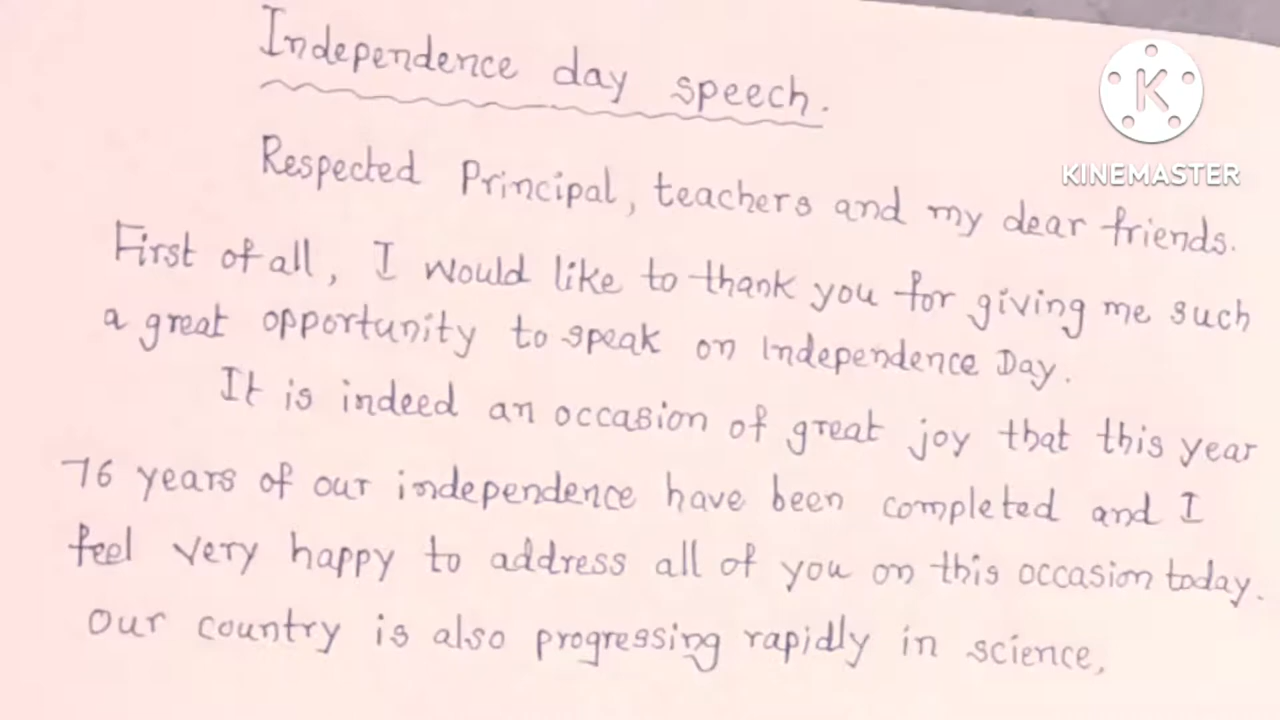 Independence day speech.
Respected Principal, teachers and my dear friends.
First of all, I would like to thank you for giving me such
a great opportunity to speak on Independence Day.
It is indeed an occasion of great joy that this year
76 years of our independence have been completed and I
feel very happy to address all of you on this occasion today.
Our country is also progressing rapidly in science,
K
KINEMASTER